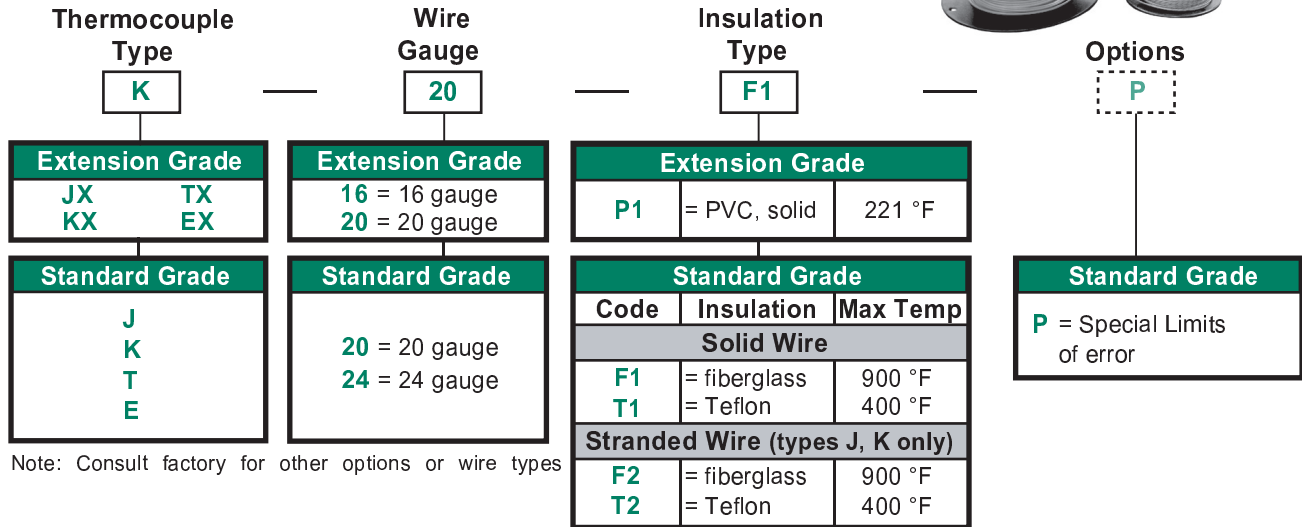 Thermocouple Type
Wire Gauge
Insulation Type
Options
K — 20 — F1 — P
Extension Grade
JX TX
KX EX
Standard Grade
J
K
T
E
Extension Grade
16 = 16 gauge
20 = 20 gauge
Standard Grade
20 = 20 gauge
24 = 24 gauge
Extension Grade
P1 = PVC, solid 221 °F
Standard Grade
Code Insulation Max Temp
Solid Wire
F1 = fiberglass 900 °F
T1 = Teflon 400 °F
Stranded Wire (types J, K only)
F2 = fiberglass 900 °F
T2 = Teflon 400 °F
Standard Grade
P = Special Limits
of error
Note: Consult factory for other options or wire types